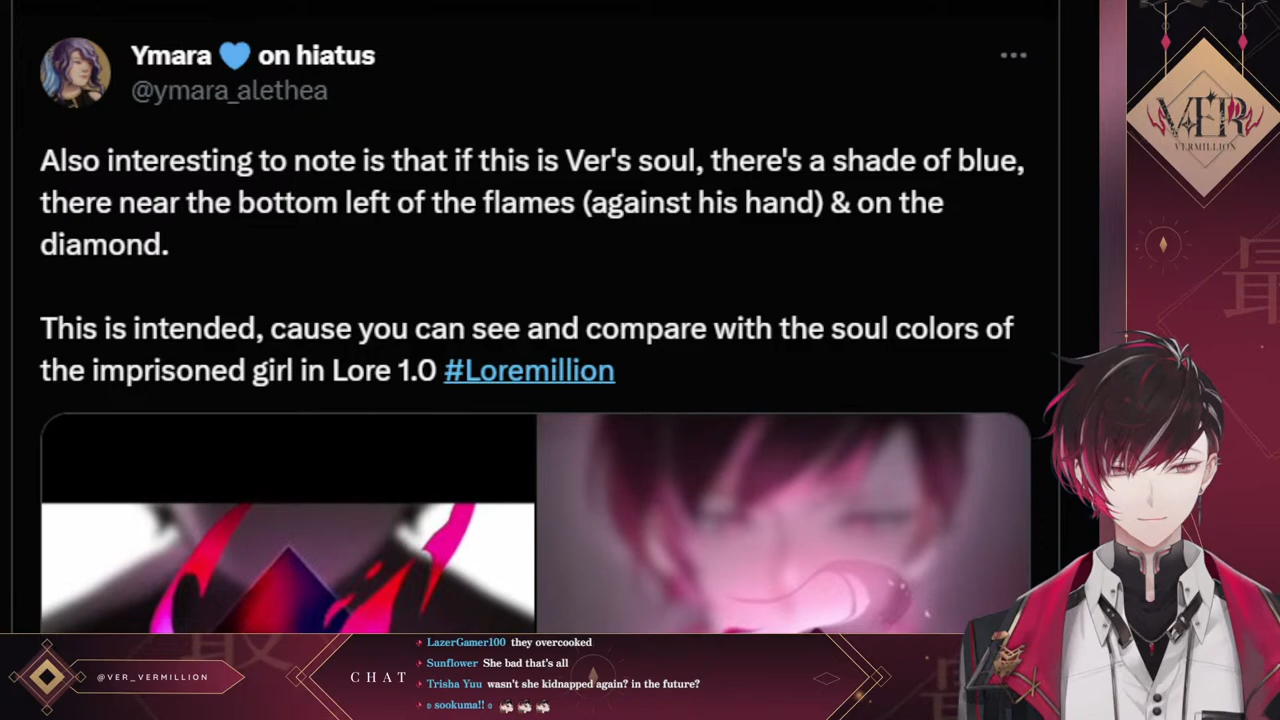 Ymara 💙 on hiatus
@ymara_alethea
Also interesting to note is that if this is Ver's soul, there's a shade of blue,
there near the bottom left of the flames (against his hand) & on the
diamond.
This is intended, cause you can see and compare with the soul colors of
the imprisoned girl in Lore 1.0 #Loremillion
VER
VERMILLION
最
@VER_VERMILLION
CHAT
LazerGamer100 they overcooked
Sunflower She bad that's all
Trisha Yuu wasn't she kidnapped again? in the future?
sookuma!!